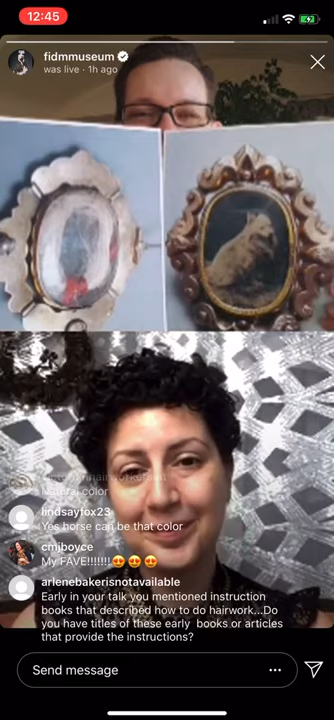 12:45
fidmmuseum
was live · 1h ago
Natural color
lindsayfox23
Yes horse can be that color
cmjboyce
My FAVE!!!!!!!😍😍😍
arlenebakerisnotavailable
Early in your talk you mentioned instruction
books that described how to do hairwork...Do
you have titles of these early books or articles
that provide the instructions?
Send message